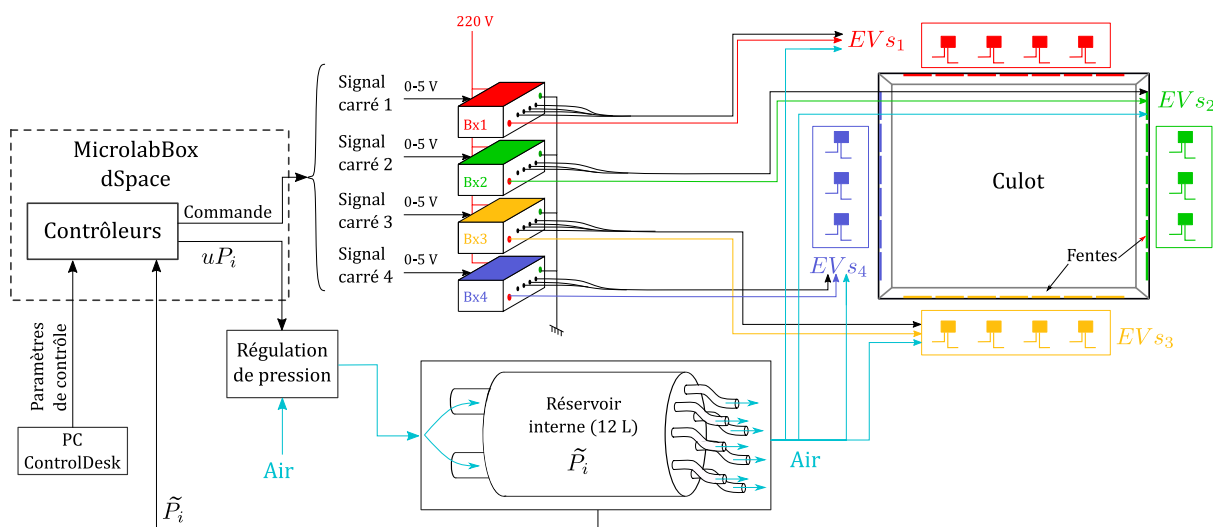 220 V
EVs1
Signal
carré 1
0-5 V
Bx1
EVs2
MicrolabBox
dSpace
Signal
carré 2
0-5 V
Bx2
Culot
Contrôleurs
Commande
uPi
Signal
carré 3
0-5 V
Bx3
Fentes
Signal
carré 4
0-5 V
Bx4
EVs4
EVs3
Paramètres
de contrôle
Régulation
de pression
Réservoir
interne (12 L)
P̃i
PC
ControlDesk
Air
Air
P̃i